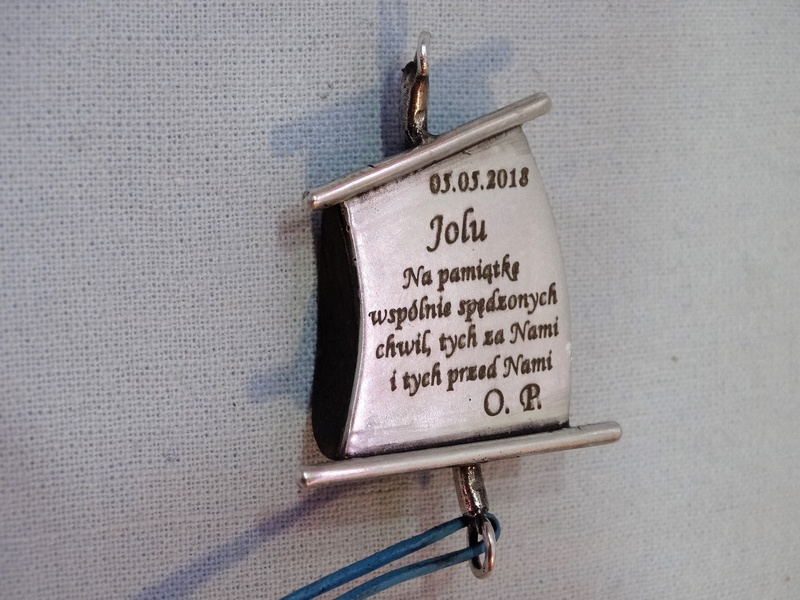 05.05.2018
Jolu
Na pamiątkę
wspólnie spędzonych
chwil, tych za Nami
i tych przed Nami
O. P.